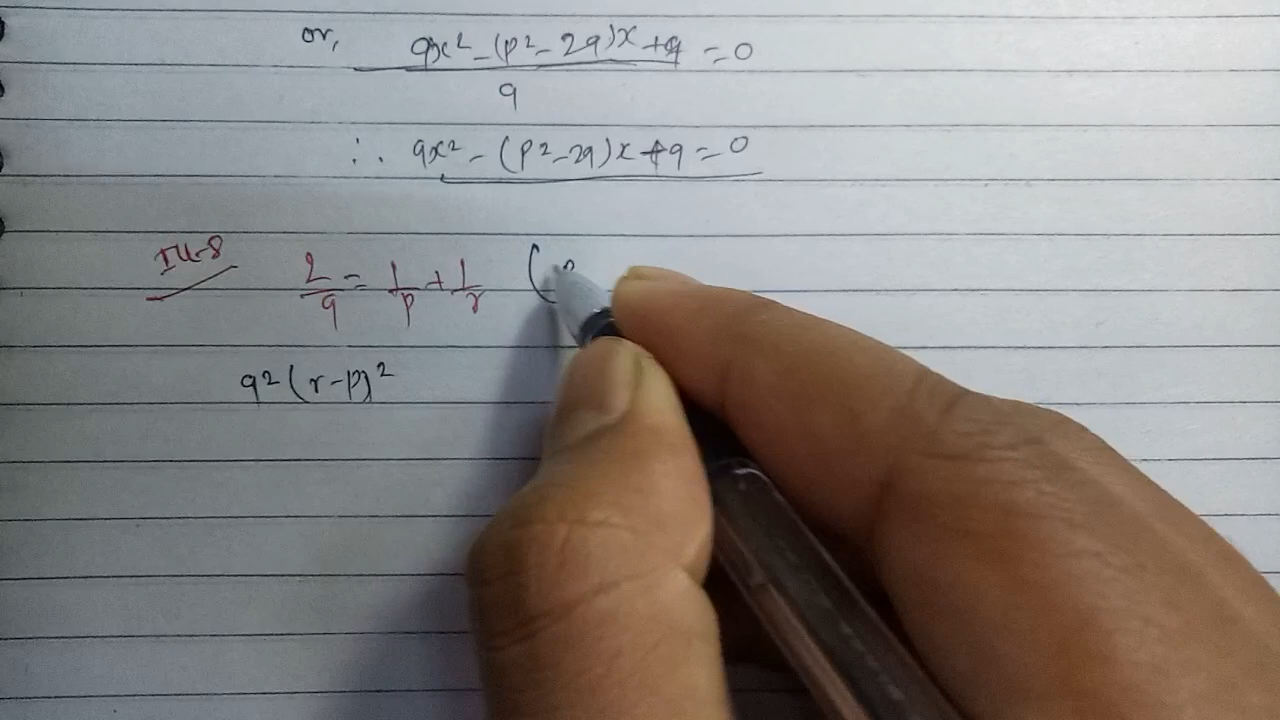 or, qx² - (p² - 2q)x + q = 0
q
∴ qx² - (p² - 2q)x + q = 0
Ill-8 2/q = 1/p + 1/r (
q² (r - p)²